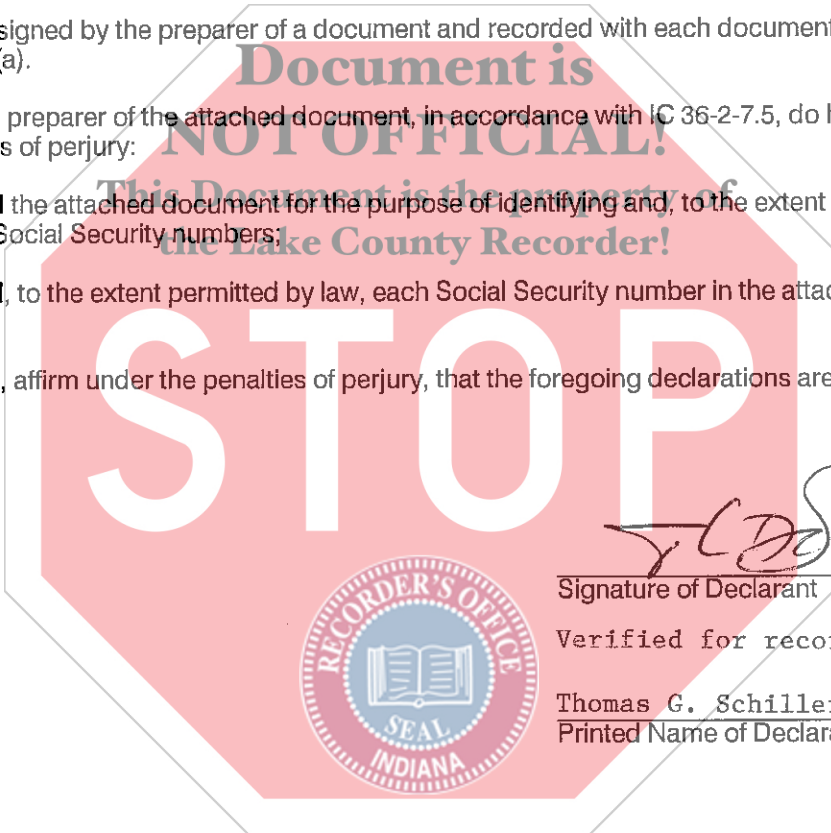 signed by the preparer of a document and recorded with each document
(a).
Document is
preparer of the attached document, in accordance with IC 36-2-7.5, do h
NOT OFFICIAL!
s of perjury:
This Document is the property of
the attached document for the purpose of identifying and, to the extent
Social Security numbers;
the Lake County Recorder!
, to the extent permitted by law, each Social Security number in the attac
STOP
, affirm under the penalties of perjury, that the foregoing declarations are
Signature of Declarant
RECORDER'S OFFICE
Verified for recor
SEAL
INDIANA
Thomas G. Schiller
Printed Name of Declara